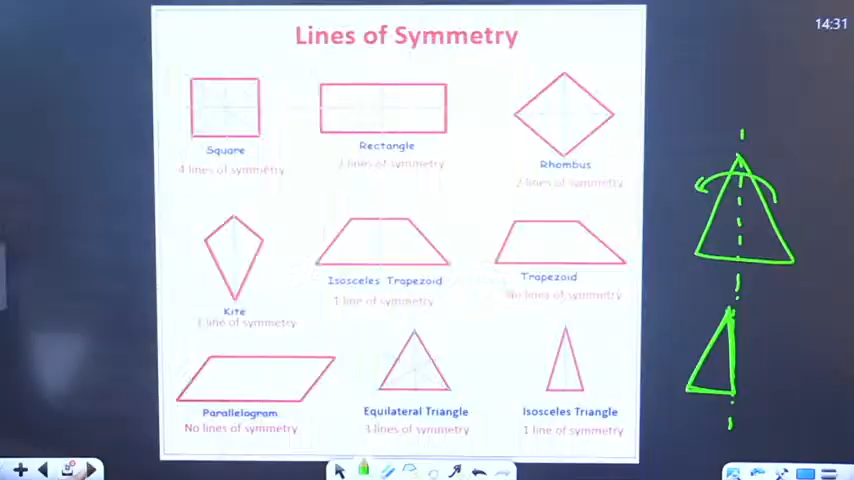 14:31
Lines of Symmetry
Square
4 lines of symmetry
Rectangle
2 lines of symmetry
Rhombus
2 lines of symmetry
Kite
1 line of symmetry
Isosceles Trapezoid
1 line of symmetry
Trapezoid
No lines of symmetry
Parallelogram
No lines of symmetry
Equilateral Triangle
3 lines of symmetry
Isosceles Triangle
1 line of symmetry